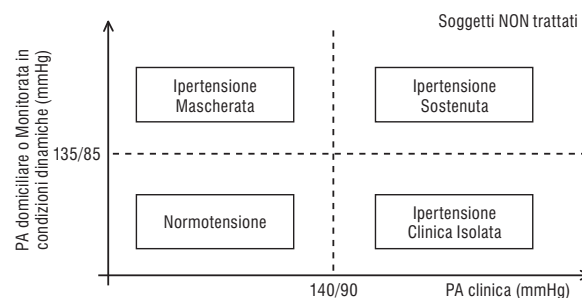 Soggetti NON trattati
PA domiciliare o Monitorata in
condizioni dinamiche (mmHg)
Ipertensione
Mascherata
Ipertensione
Sostenuta
135/85
Normotensione
Ipertensione
Clinica Isolata
140/90
PA clinica (mmHg)